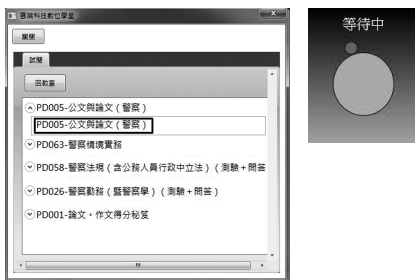 雲端科技數位學堂
等待中
關閉
試聽
回教室
PD005-公文與論文(警察)
PD005-公文與論文(警察)
PD063-警察情境實務
PD058-警察法規(含公務人員行政中立法)(測驗+問答
PD026-警察勤務(暨警察學)(測驗+問答)
PD001-論文・作文得分秘笈